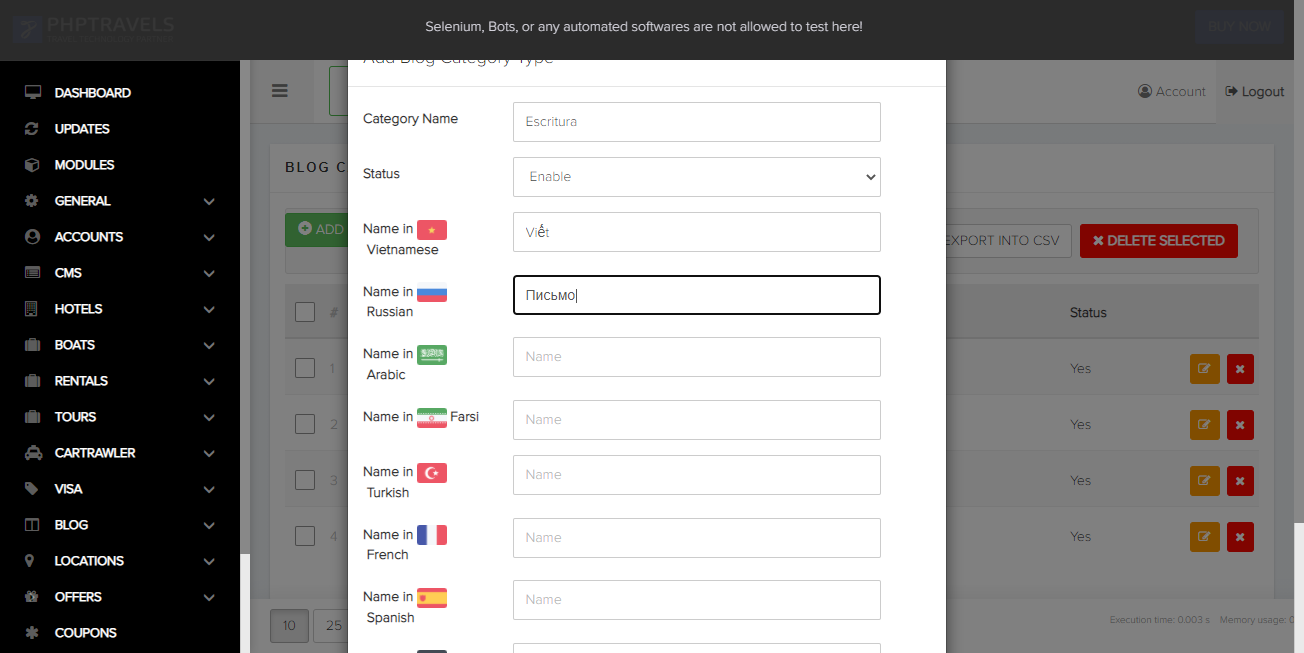 PHPTRAVELS
Selenium, Bots, or any automated softwares are not allowed to test here!
BUY NOW
Add Blog Category Type
DASHBOARD
UPDATES
MODULES
GENERAL
ACCOUNTS
CMS
HOTELS
BOATS
RENTALS
TOURS
CARTRAWLER
VISA
BLOG
LOCATIONS
OFFERS
COUPONS
Account
Logout
BLOG C
ADD
EXPORT INTO CSV
DELETE SELECTED
Category Name
Escritura
Status
Enable
Name in Vietnamese
Viết
Name in Russian
Письмо
Name in Arabic
Name
Name in Farsi
Name
Name in Turkish
Name
Name in French
Name
Name in Spanish
Name
#
Status
1
Yes
2
Yes
3
Yes
4
Yes
10
25
Execution time: 0.003 s
Memory usage: 0